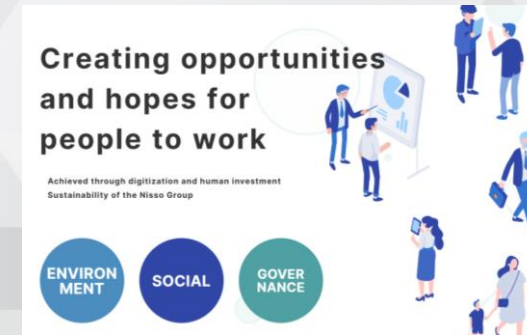 Creating opportunities
and hopes for
people to work
Achieved through digitization and human investment
Sustainability of the Nisso Group
ENVIRON
MENT
SOCIAL
GOVER
NANCE